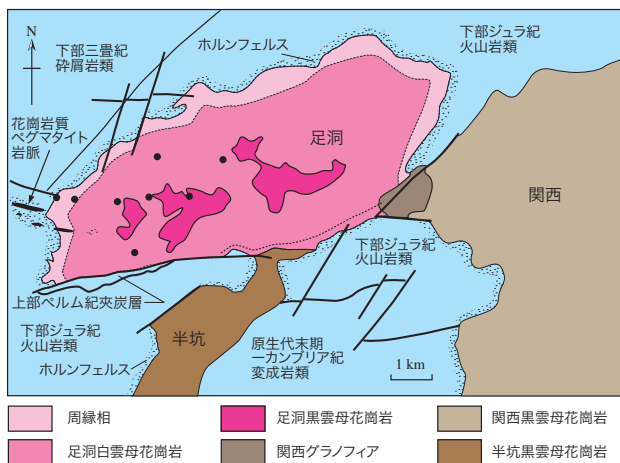 N
下部三畳紀
砕屑岩類
ホルンフェルス
下部ジュラ紀
火山岩類
花崗岩質
ペグマタイト
岩脈
足洞
関西
下部ジュラ紀
火山岩類
上部ペルム紀夾炭層
下部ジュラ紀
火山岩類
半坑
原生代末期
ーカンブリア紀
変成岩類
ホルンフェルス
1 km
周縁相
足洞黒雲母花崗岩
関西黒雲母花崗岩
足洞白雲母花崗岩
関西グラノフィア
半坑黒雲母花崗岩